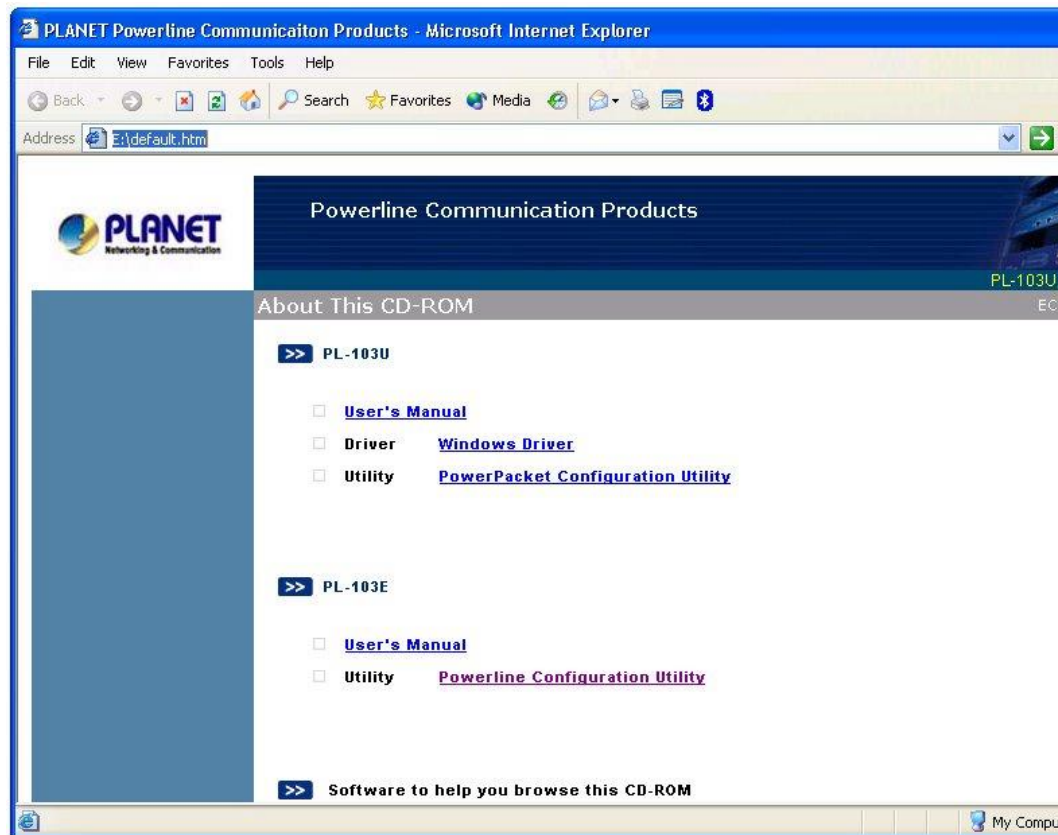 PLANET Powerline Communicaiton Products - Microsoft Internet Explorer
File Edit View Favorites Tools Help
Back Search Favorites Media
Address E:\default.htm
PLANET
Networking & Communication
Powerline Communication Products
PL-103U
About This CD-ROM
EC
>> PL-103U
User's Manual
Driver Windows Driver
Utility PowerPacket Configuration Utility
>> PL-103E
User's Manual
Utility Powerline Configuration Utility
>> Software to help you browse this CD-ROM
My Compu